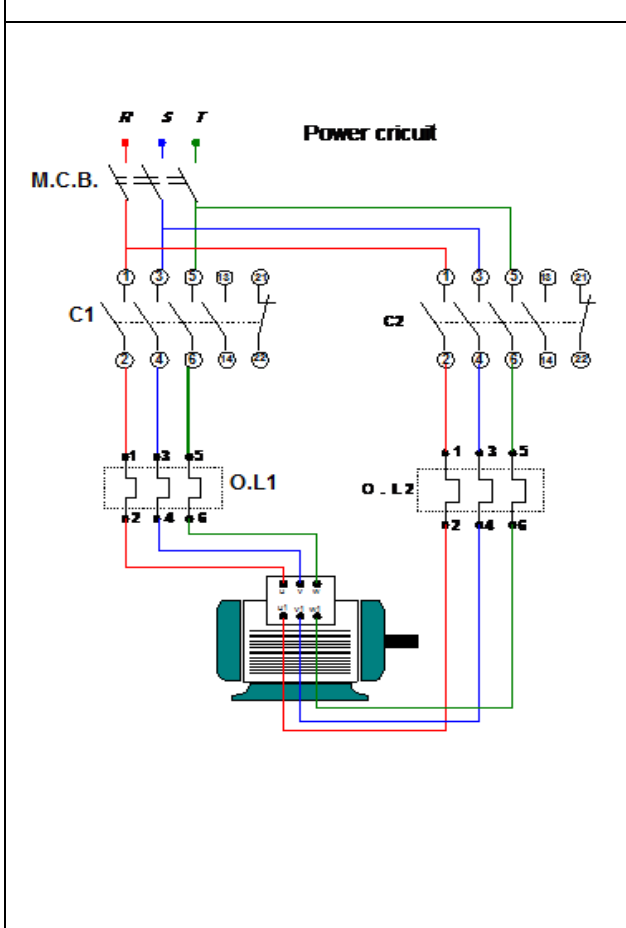 R S T
Power cricuit
M.C.B.
1 3 5 13 21
1 3 5 13 21
C1
C2
2 4 6 14 22
2 4 6 14 22
1 3 5
1 3 5
O.L1
O . L2
2 4 6
2 4 6
u v w
u1 v1 w1